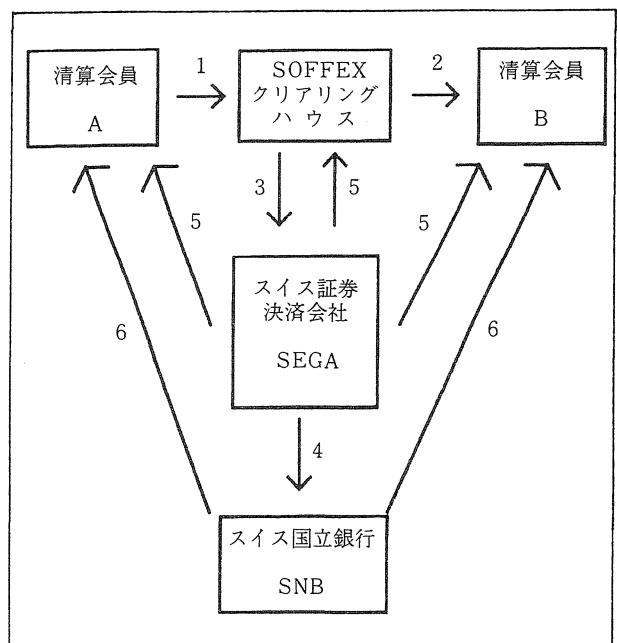 清算会員
A
1
SOFFEX
クリアリング
ハウス
2
清算会員
B
3
5
5
5
スイス証券
決済会社
SEGA
6
6
4
スイス国立銀行
SNB